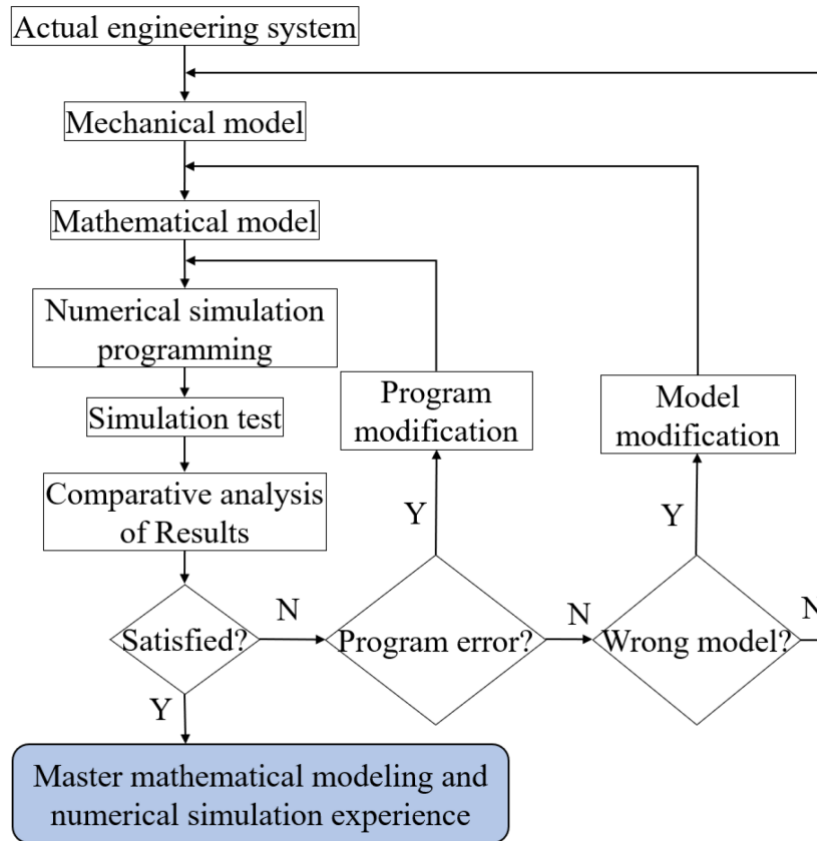 Actual engineering system
Mechanical model
Mathematical model
Numerical simulation
programming
Simulation test
Comparative analysis
of Results
Program
modification
Model
modification
Y
Y
Satisfied?
N
Program error?
N
Wrong model?
N
Y
Master mathematical modeling and
numerical simulation experience